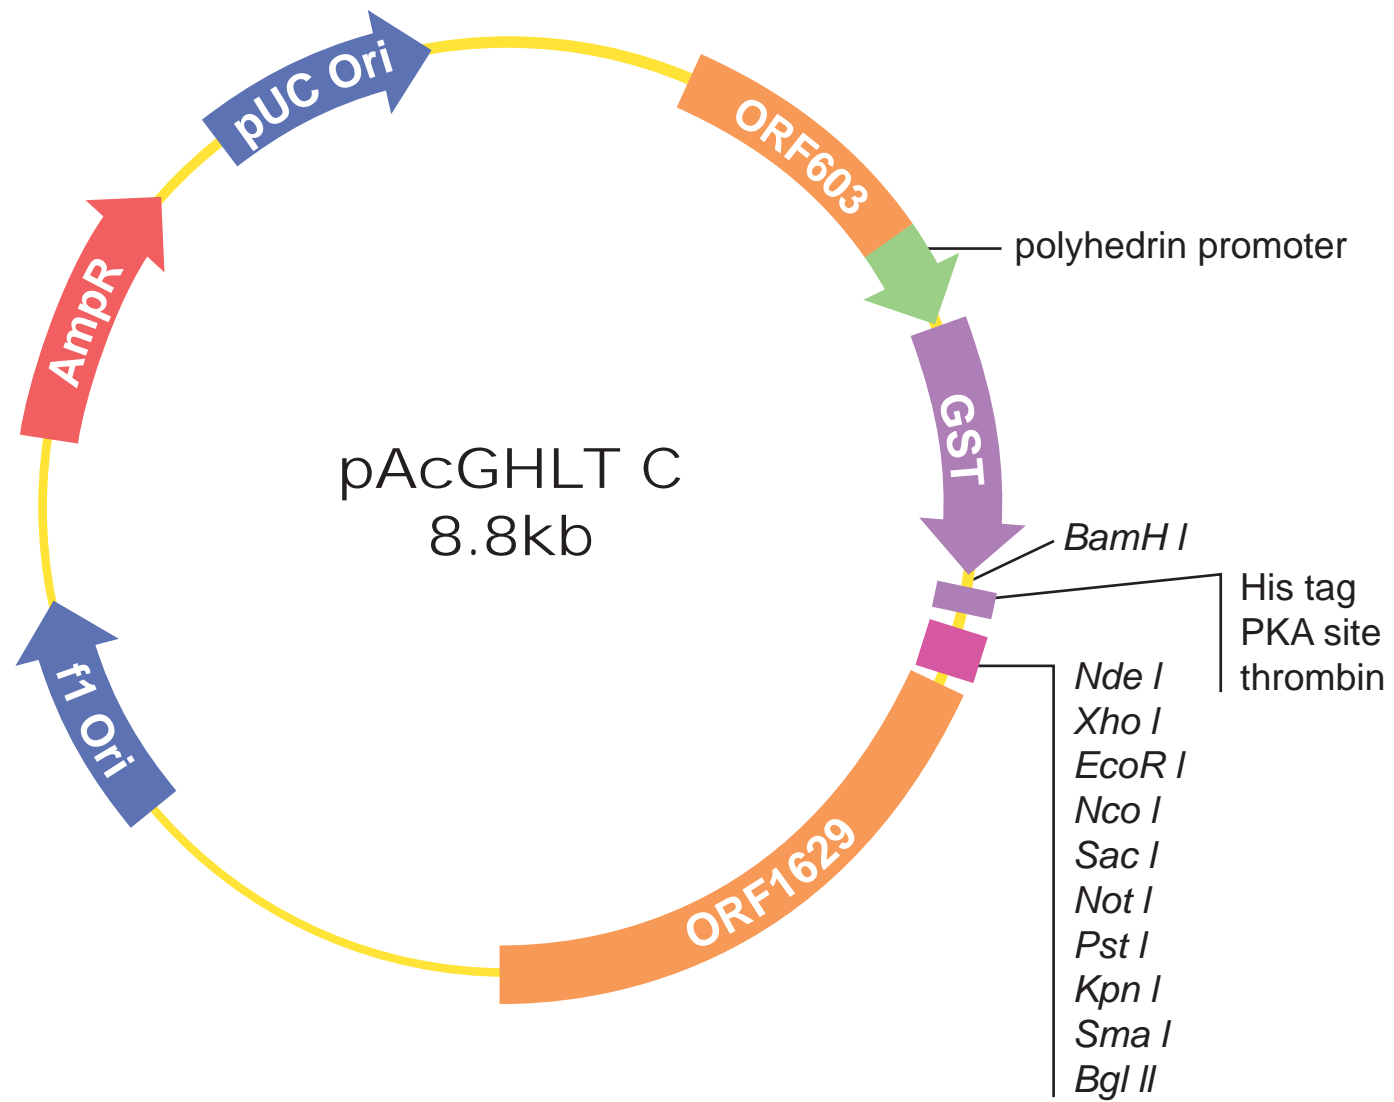 pUC Ori
ORF603
polyhedrin promoter
AmpR
GST
pAcGHLT C
8.8kb
BamH I
His tag
PKA site
thrombin
f1 Ori
Nde I
Xho I
EcoR I
Nco I
Sac I
Not I
Pst I
Kpn I
Sma I
Bgl II
ORF1629